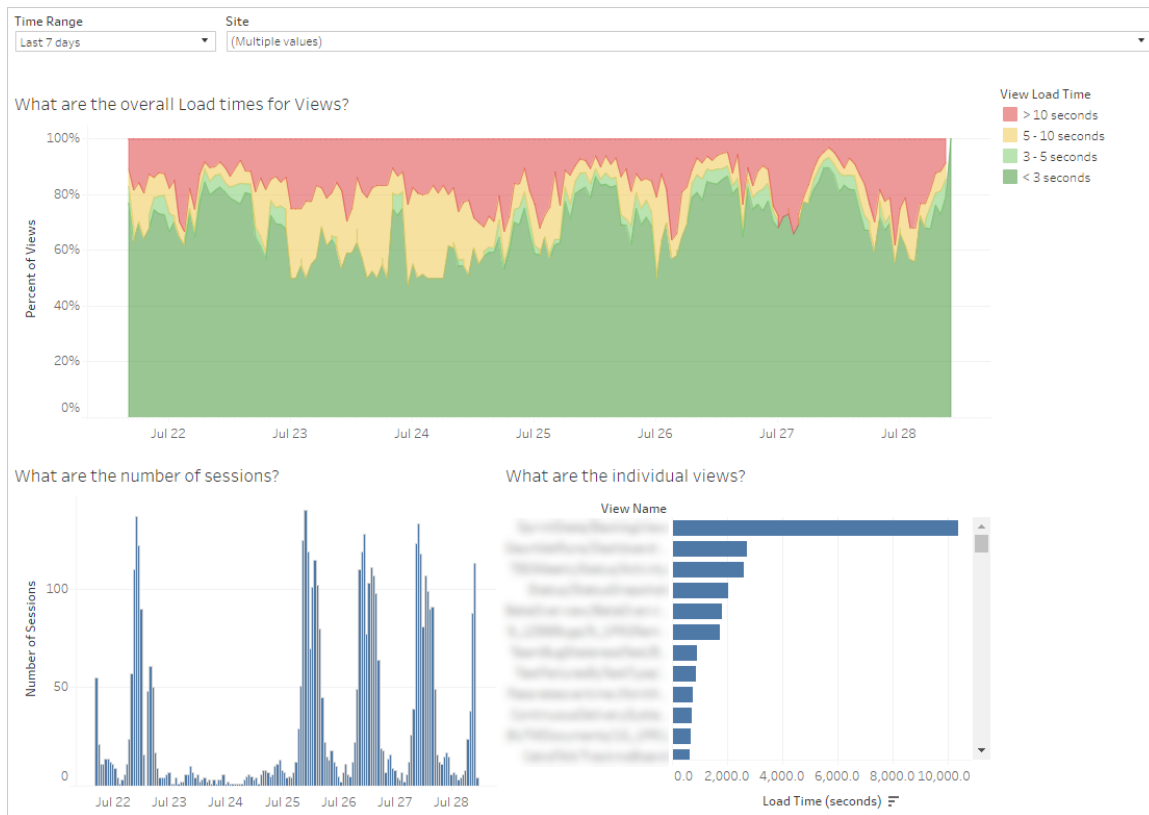 Time Range
Site
Last 7 days
(Multiple values)
What are the overall Load times for Views?
View Load Time
> 10 seconds
5 - 10 seconds
3 - 5 seconds
< 3 seconds
Percent of Views
100%
80%
60%
40%
20%
0%
Jul 22 Jul 23 Jul 24 Jul 25 Jul 26 Jul 27 Jul 28
What are the number of sessions?
Number of Sessions
100
50
0
Jul 22 Jul 23 Jul 24 Jul 25 Jul 26 Jul 27 Jul 28
What are the individual views?
View Name
0.0 2,000.0 4,000.0 6,000.0 8,000.0 10,000.0
Load Time (seconds)